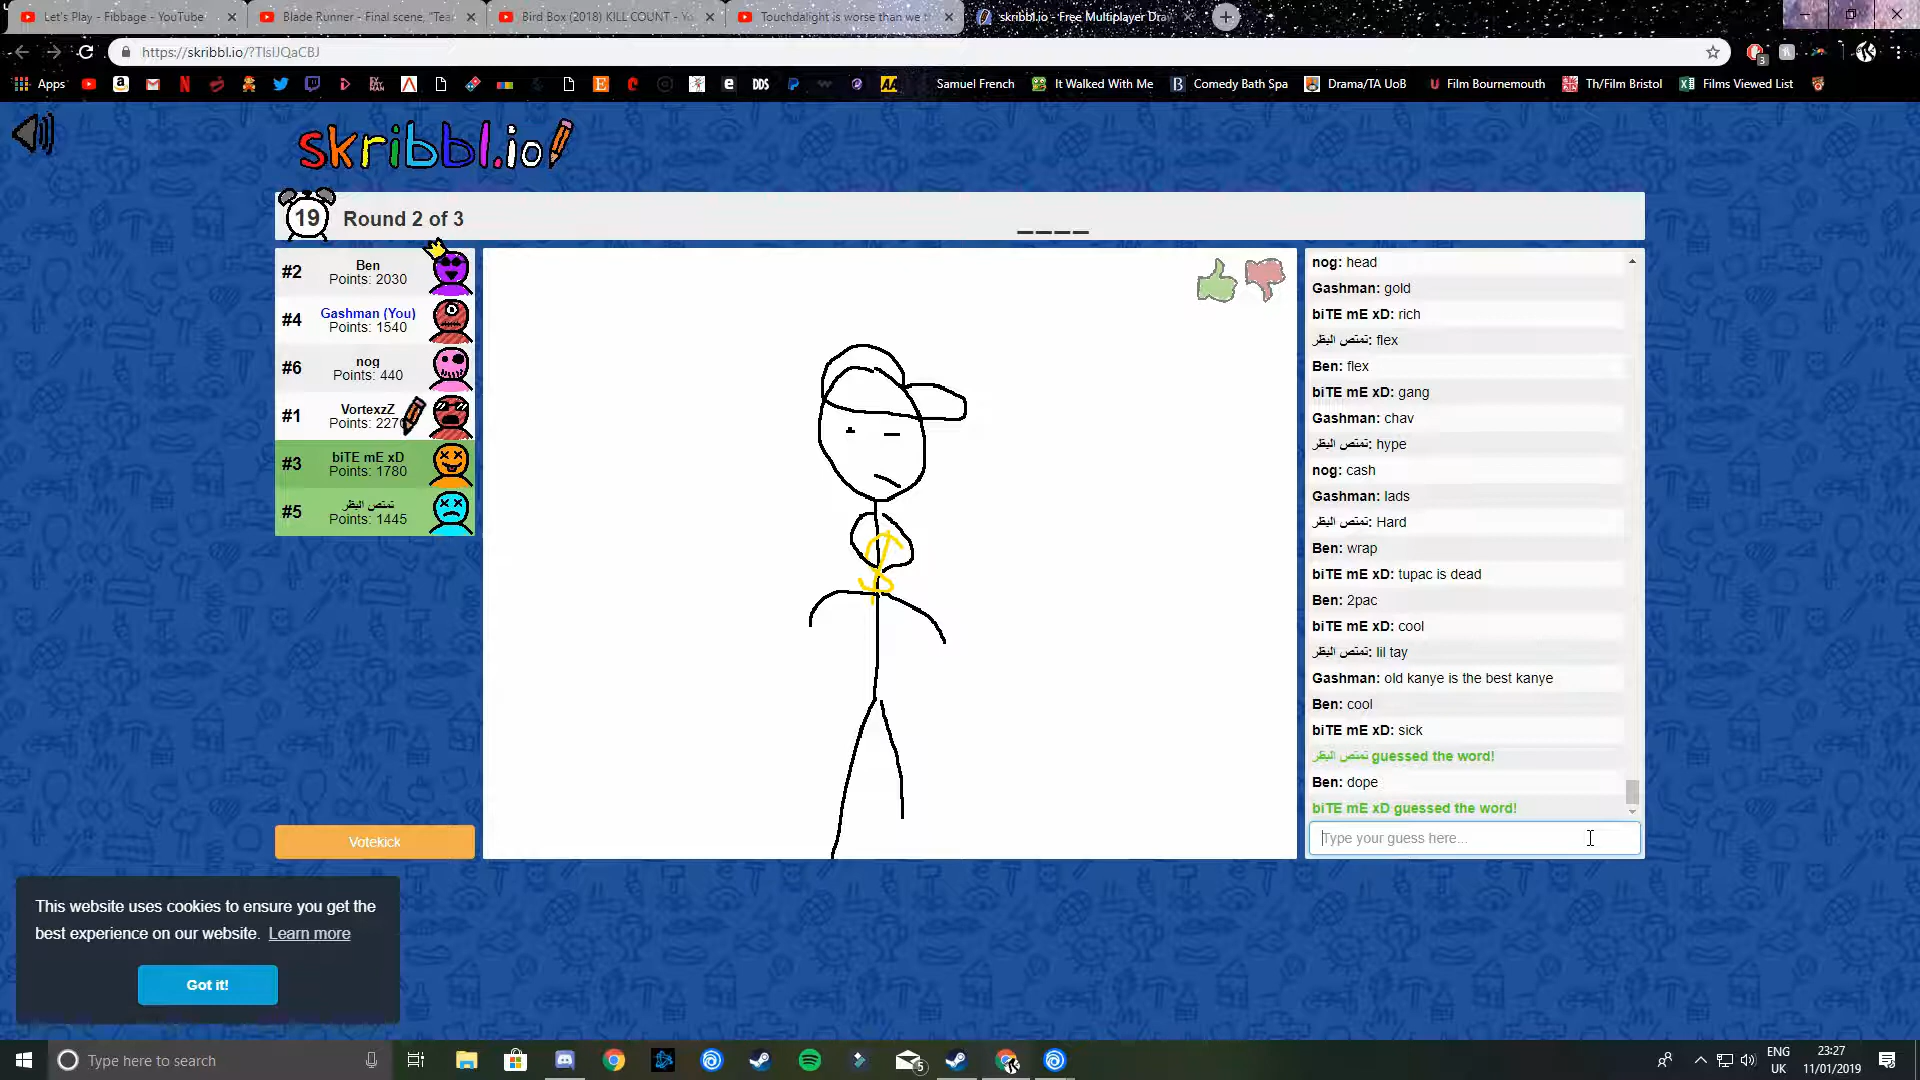 Let's Play - Fibbage - YouTube
Blade Runner - Final scene, "Tea
Bird Box (2018) KILL COUNT - Yo
Touchdalight is worse than we t
skribbl.io - Free Multiplayer Dra
https://skribbl.io/?TIslJQaCBJ
3
Apps
DDS
AA
Samuel French
It Walked With Me
Comedy Bath Spa
Drama/TA UoB
Film Bournemouth
Th/Film Bristol
Films Viewed List
skribbl.io
19
Round 2 of 3
____
#2
Ben
Points: 2030
#4
Gashman (You)
Points: 1540
#6
nog
Points: 440
#1
VortexzZ
Points: 2270
#3
biTE mE xD
Points: 1780
#5
تمتص البظر
Points: 1445
$
nog: head
Gashman: gold
biTE mE xD: rich
تمتص البظر: flex
Ben: flex
biTE mE xD: gang
Gashman: chav
تمتص البظر: hype
nog: cash
Gashman: lads
تمتص البظر: Hard
Ben: wrap
biTE mE xD: tupac is dead
Ben: 2pac
biTE mE xD: cool
تمتص البظر: lil tay
Gashman: old kanye is the best kanye
Ben: cool
biTE mE xD: sick
تمتص البظر guessed the word!
Ben: dope
biTE mE xD guessed the word!
Type your guess here...
Votekick
This website uses cookies to ensure you get the
best experience on our website. Learn more
Got it!
Type here to search
5
ENG
UK
23:27
11/01/2019